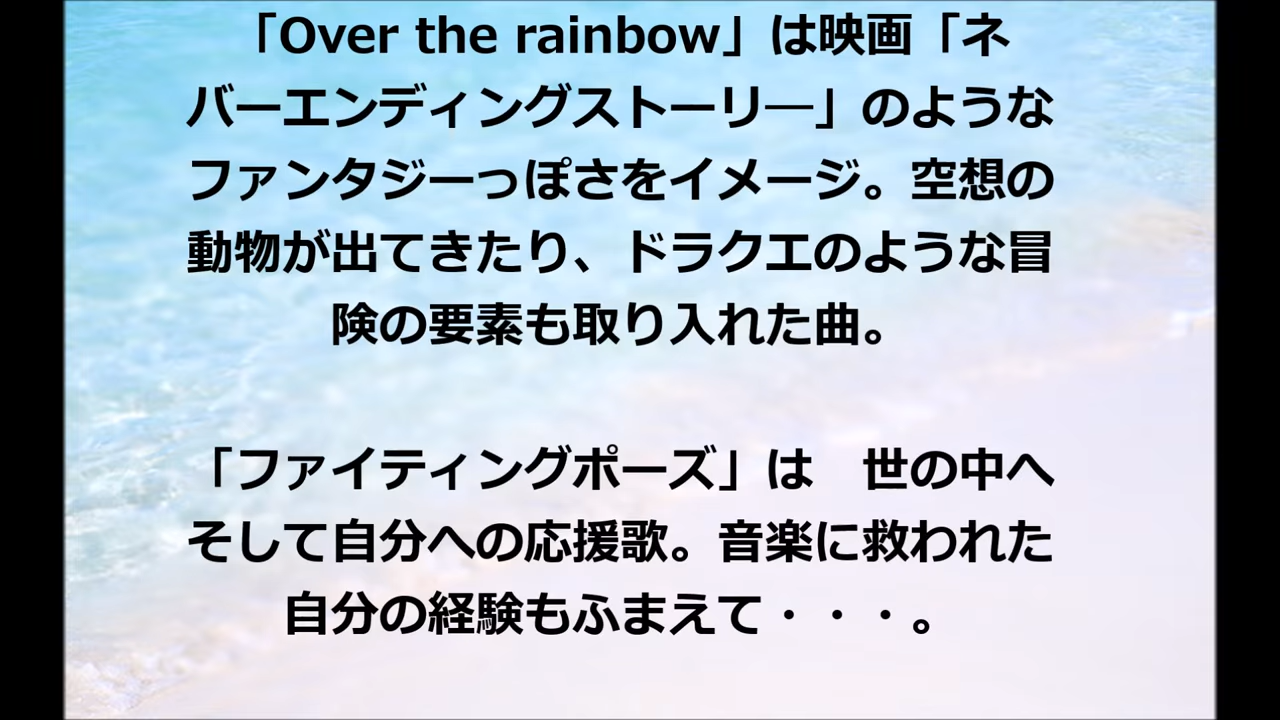 「Over the rainbow」は映画「ネ
バーエンディングストーリ―」のような
ファンタジーっぽさをイメージ。空想の
動物が出てきたり、ドラクエのような冒
険の要素も取り入れた曲。
「ファイティングポーズ」は　世の中へ
そして自分への応援歌。音楽に救われた
自分の経験もふまえて・・・。